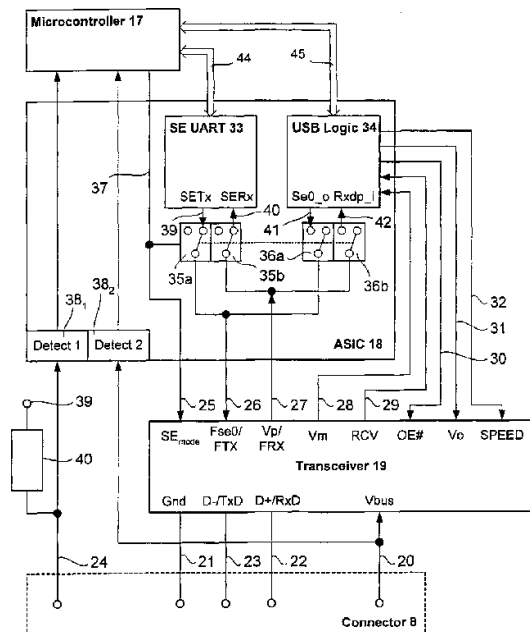 Microcontroller 17
44
45
SE UART 33
USB Logic 34
37
SETx SERx
Se0_o Rxdp_i
39
40
41
42
35a
35b
36a
36b
38₁
38₂
32
31
30
Detect 1
Detect 2
ASIC 18
39
25
26
27
28
29
40
SEmode
Fse0/
FTX
Vp/
FRX
Vm
RCV
OE#
Vo
SPEED
Transceiver 19
Gnd
D-/TxD
D+/RxD
Vbus
24
21
23
22
20
Connector 8